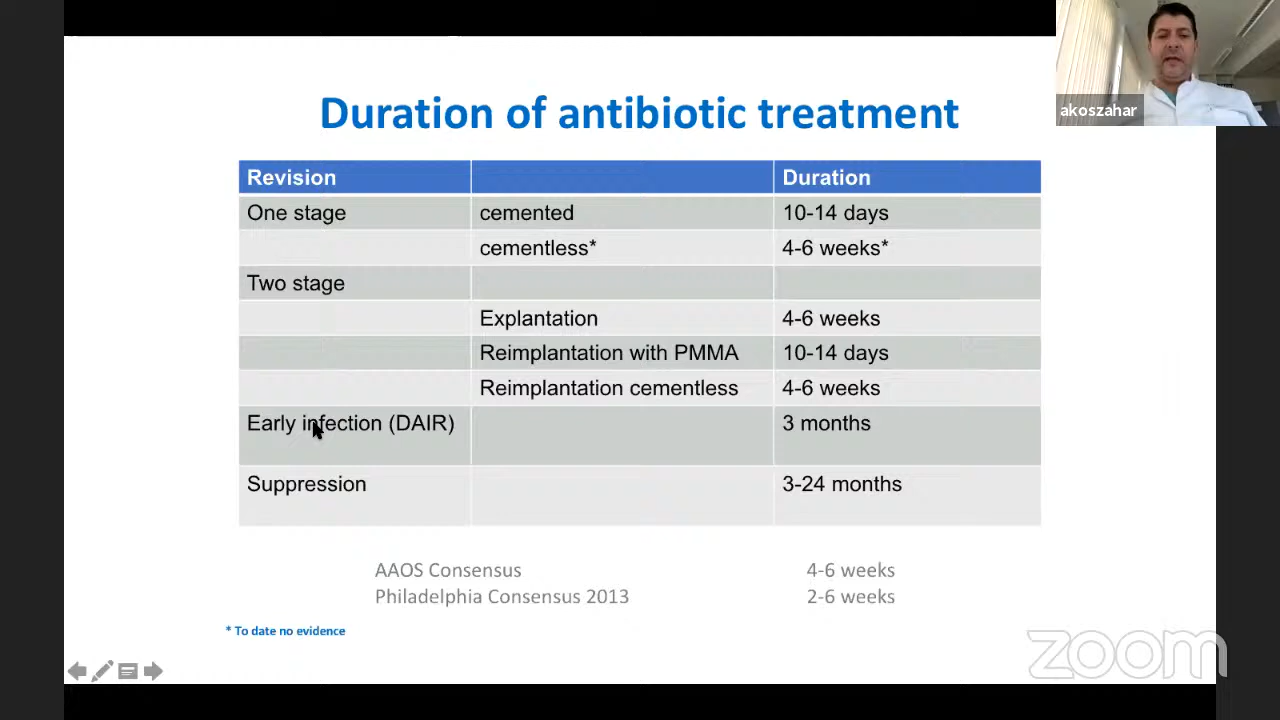 akoszahar
Duration of antibiotic treatment
Revision Duration
One stage cemented 10-14 days
cementless* 4-6 weeks*
Two stage
Explantation 4-6 weeks
Reimplantation with PMMA 10-14 days
Reimplantation cementless 4-6 weeks
Early infection (DAIR) 3 months
Suppression 3-24 months
AAOS Consensus 4-6 weeks
Philadelphia Consensus 2013 2-6 weeks
* To date no evidence
zoom